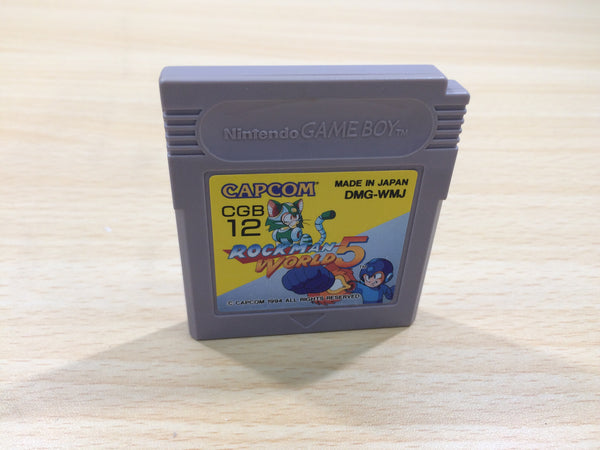 Nintendo GAME BOY TM
CAPCOM
MADE IN JAPAN
DMG-WMJ
CGB
12
ROCKMAN
WORLD 5
© CAPCOM 1994 ALL RIGHTS RESERVED